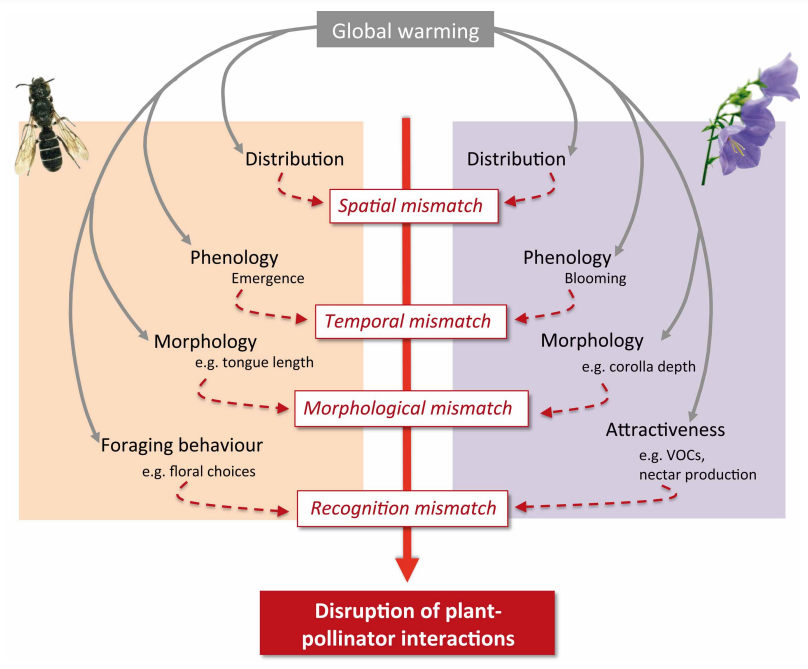 Global warming
Distribution
Distribution
Spatial mismatch
Phenology
Emergence
Phenology
Blooming
Temporal mismatch
Morphology
e.g. tongue length
Morphology
e.g. corolla depth
Morphological mismatch
Foraging behaviour
e.g. floral choices
Attractiveness
e.g. VOCs,
nectar production
Recognition mismatch
Disruption of plant-
pollinator interactions